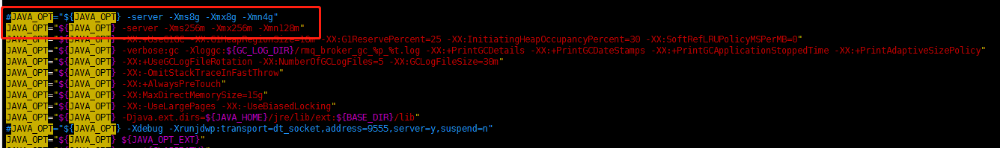 #JAVA_OPT="${JAVA_OPT} -server -Xms8g -Xmx8g -Xmn4g"
JAVA_OPT="${JAVA_OPT} -server -Xms256m -Xmx256m -Xmn128m"
JAVA_OPT="${JAVA_OPT} -XX:+UseG1GC -XX:G1HeapRegionSize=16m -XX:G1ReservePercent=25 -XX:InitiatingHeapOccupancyPercent=30 -XX:SoftRefLRUPolicyMSPerMB=0"
JAVA_OPT="${JAVA_OPT} -verbose:gc -Xloggc:${GC_LOG_DIR}/rmq_broker_gc_%p_%t.log -XX:+PrintGCDetails -XX:+PrintGCDateStamps -XX:+PrintGCApplicationStoppedTime -XX:+PrintAdaptiveSizePolicy"
JAVA_OPT="${JAVA_OPT} -XX:+UseGCLogFileRotation -XX:NumberOfGCLogFiles=5 -XX:GCLogFileSize=30m"
JAVA_OPT="${JAVA_OPT} -XX:-OmitStackTraceInFastThrow"
JAVA_OPT="${JAVA_OPT} -XX:+AlwaysPreTouch"
JAVA_OPT="${JAVA_OPT} -XX:MaxDirectMemorySize=15g"
JAVA_OPT="${JAVA_OPT} -XX:-UseLargePages -XX:-UseBiasedLocking"
JAVA_OPT="${JAVA_OPT} -Djava.ext.dirs=${JAVA_HOME}/jre/lib/ext:${BASE_DIR}/lib"
#JAVA_OPT="${JAVA_OPT} -Xdebug -Xrunjdwp:transport=dt_socket,address=9555,server=y,suspend=n"
JAVA_OPT="${JAVA_OPT} ${JAVA_OPT_EXT}"